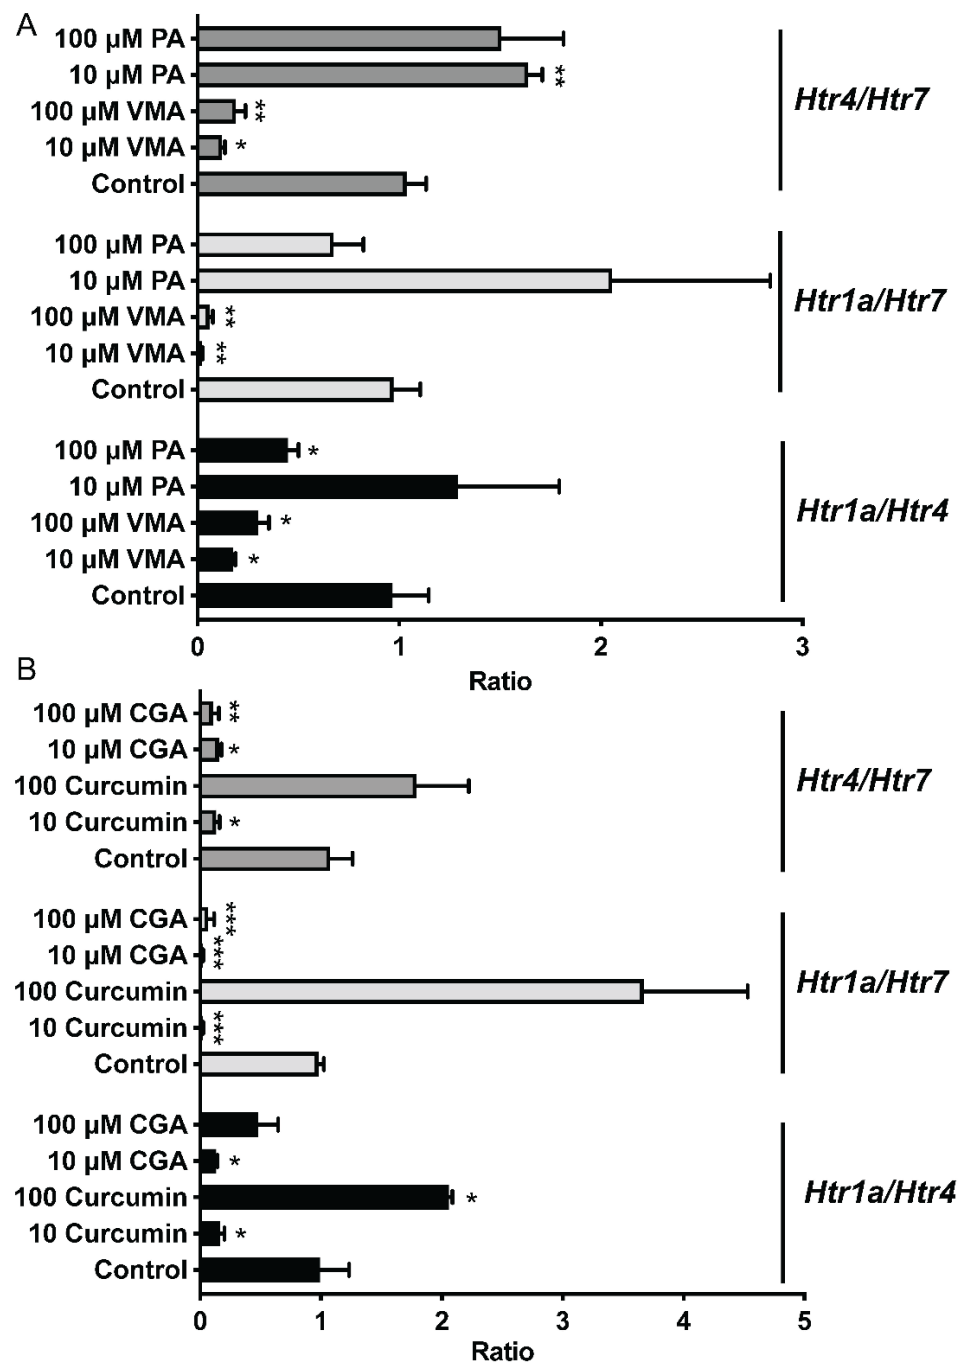 A
100 µM PA
10 µM PA **
100 µM VMA **
10 µM VMA *
Control
Htr4/Htr7
100 µM PA
10 µM PA
100 µM VMA **
10 µM VMA **
Control
Htr1a/Htr7
100 µM PA *
10 µM PA
100 µM VMA *
10 µM VMA *
Control
Htr1a/Htr4
0 1 2 3
Ratio
B
100 µM CGA **
10 µM CGA *
100 Curcumin
10 Curcumin *
Control
Htr4/Htr7
100 µM CGA ***
10 µM CGA ***
100 Curcumin
10 Curcumin ***
Control
Htr1a/Htr7
100 µM CGA
10 µM CGA *
100 Curcumin *
10 Curcumin *
Control
Htr1a/Htr4
0 1 2 3 4 5
Ratio